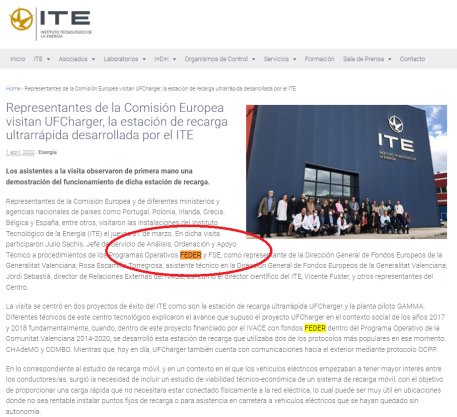 ITE
INSTITUTO TECNOLÓGICO DE
LA ENERGÍA
Inicio ITE Asociados Laboratorios I+D+i Organismos de Control Servicios Formación Sala de Prensa Contacto
Home › Representantes de la Comisión Europea visitan UFCharger, la estación de recarga ultrarrápida desarrollada por el ITE
Representantes de la Comisión Europea
visitan UFCharger, la estación de recarga
ultrarrápida desarrollada por el ITE
1 abril, 2022 · Energía
Los asistentes a la visita observaron de primera mano una
demostración del funcionamiento de dicha estación de recarga.
ITE
Representantes de la Comisión Europea y de diferentes ministerios y
agencias nacionales de países como Portugal, Polonia, Irlanda, Grecia,
Bélgica y España, entre otros, visitaron las instalaciones del Instituto
Tecnológico de la Energía (ITE) el jueves 31 de marzo. En dicha visita
participaron Julio Sachis, Jefe de Servicio de Análisis, Ordenación y Apoyo
Técnico a procedimientos de los Programas Operativos FEDER y FSE, como representante de la Dirección General de Fondos Europeos de la
Generalitat Valenciana; Rosa Escamilla Torregrosa, asistente técnico en la Dirección General de Fondos Europeos de la Generalitat Valenciana;
Jordi Sebastiá, director de Relaciones Externas del IVACE, así como el Director científico del ITE, Vicente Fuster, y otros representantes del
Centro.
La visita se centró en dos proyectos de éxito del ITE como son la estación de recarga ultrarrápida UFCharger y la planta piloto GAMMA.
Diferentes técnicos de este centro tecnológico explicaron el avance que supuso el proyecto UFCharger en el contexto social de los años 2017
y 2018 fundamentalmente, cuando, dentro de este proyecto financiado por el IVACE con fondos FEDER dentro del Programa Operativo de la
Comunitat Valenciana 2014-2020, se desarrolló esta estación de recarga que utilizaba dos de los protocolos más populares en ese momento:
CHAdeMO y COMBO. Mientras que, hoy en día, UFCharger también cuenta con comunicaciones hacia el exterior mediante protocolo OCPP.
En lo correspondiente al estudio de recarga móvil, y en un contexto en el que los vehículos eléctricos empezaban a tener mayor interés entre
los conductores/as, surgió la necesidad de incluir un estudio de viabilidad técnico-económica de un sistema de recarga móvil, con el objetivo
de proporcionar una carga rápida que no necesitara estar conectado físicamente a la red eléctrica, lo cual puede ser muy útil en ubicaciones
donde no sea rentable instalar puntos fijos de recarga o para asistencia en carretera a vehículos eléctricos que se hayan quedado sin
autonomía.